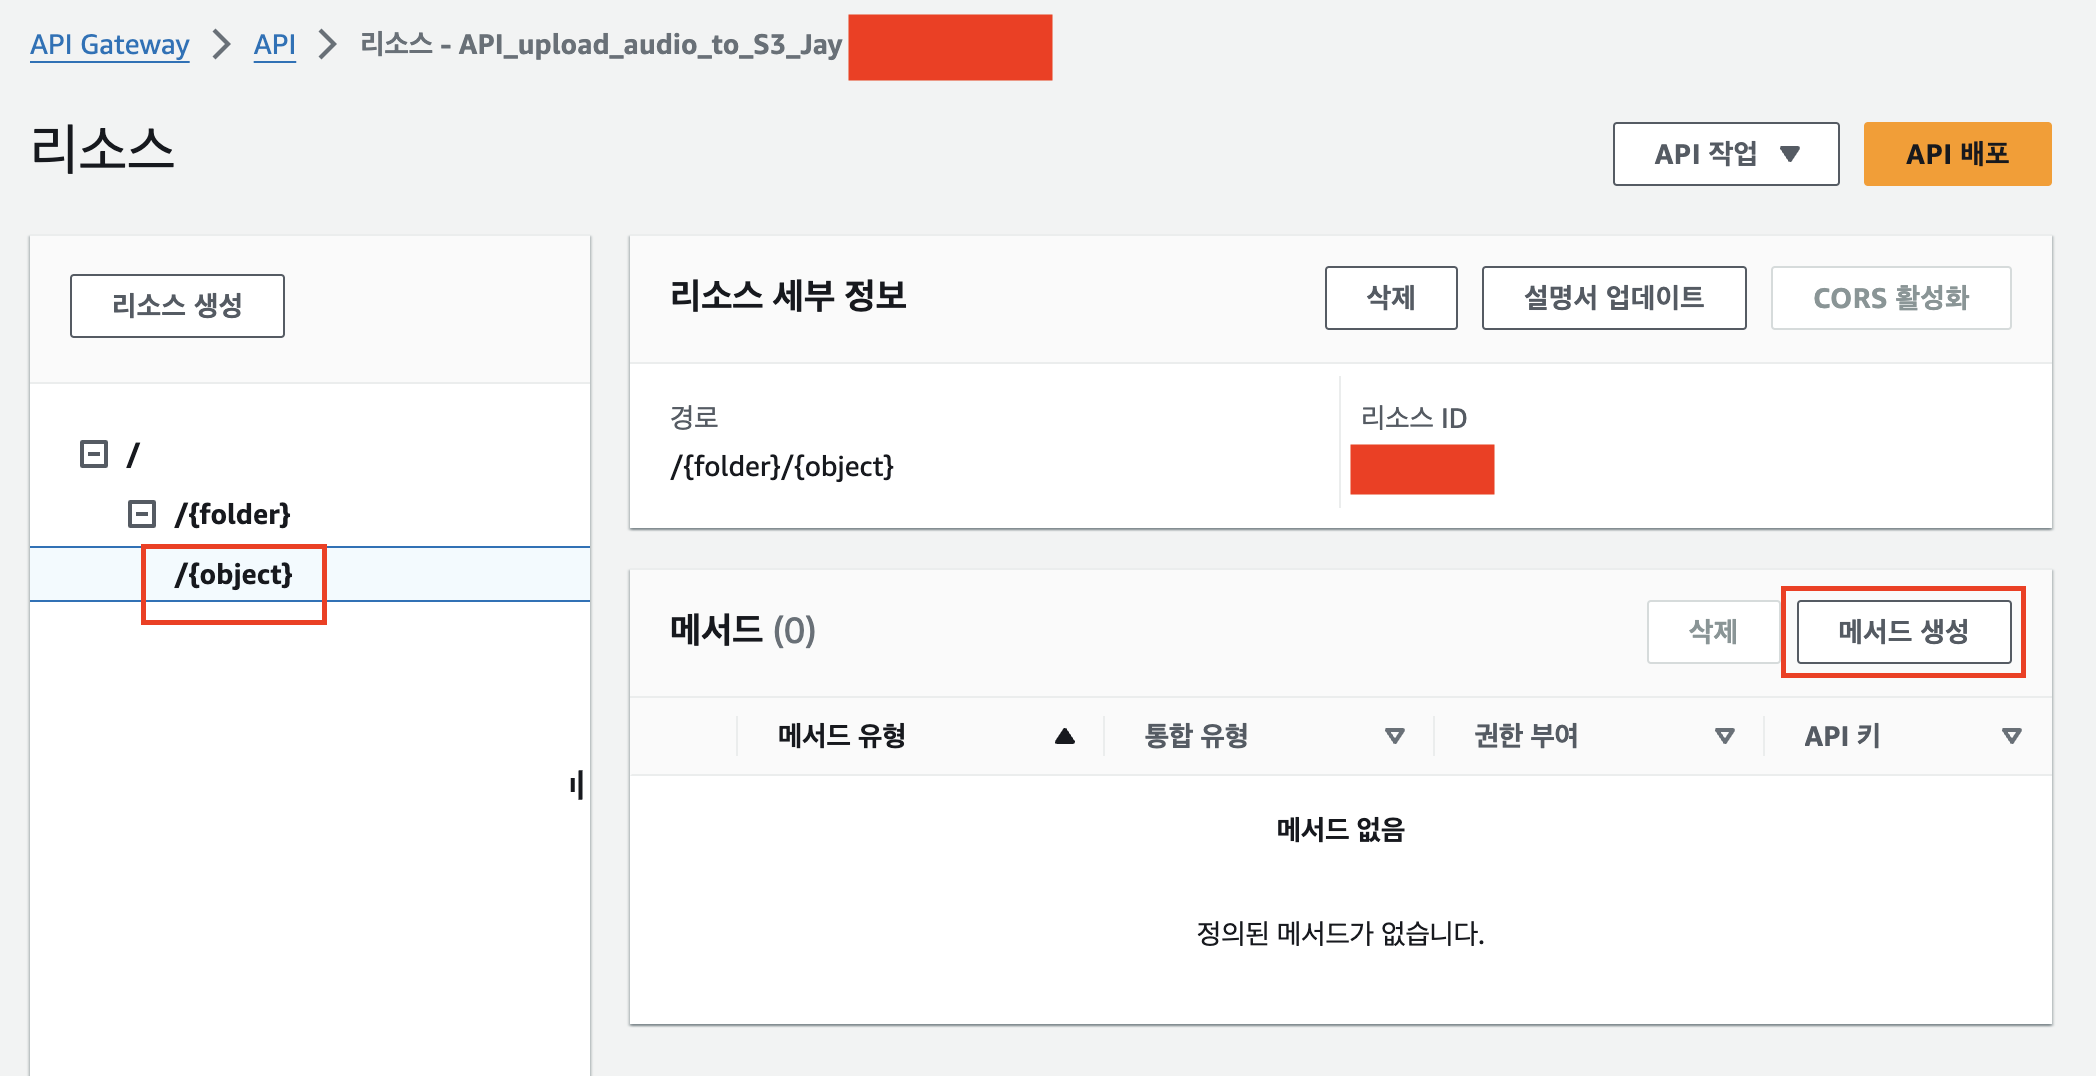 API Gateway > API > 리소스 - API_upload_audio_to_S3_Jay
리소스
API 작업 ▼
API 배포
리소스 생성
/
/{folder}
/{object}
리소스 세부 정보
삭제
설명서 업데이트
CORS 활성화
경로
/{folder}/{object}
리소스 ID
메서드 (0)
삭제
메서드 생성
메서드 유형
통합 유형
권한 부여
API 키
메서드 없음
정의된 메서드가 없습니다.